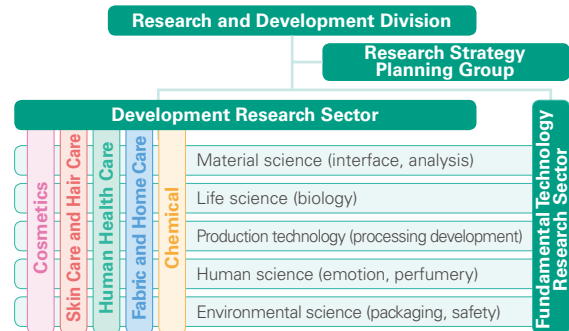 Research and Development Division
Research Strategy
Planning Group
Development Research Sector
Cosmetics
Skin Care and Hair Care
Human Health Care
Fabric and Home Care
Chemical
Material science (interface, analysis)
Life science (biology)
Production technology (processing development)
Human science (emotion, perfumery)
Environmental science (packaging, safety)
Fundamental Technology
Research Sector